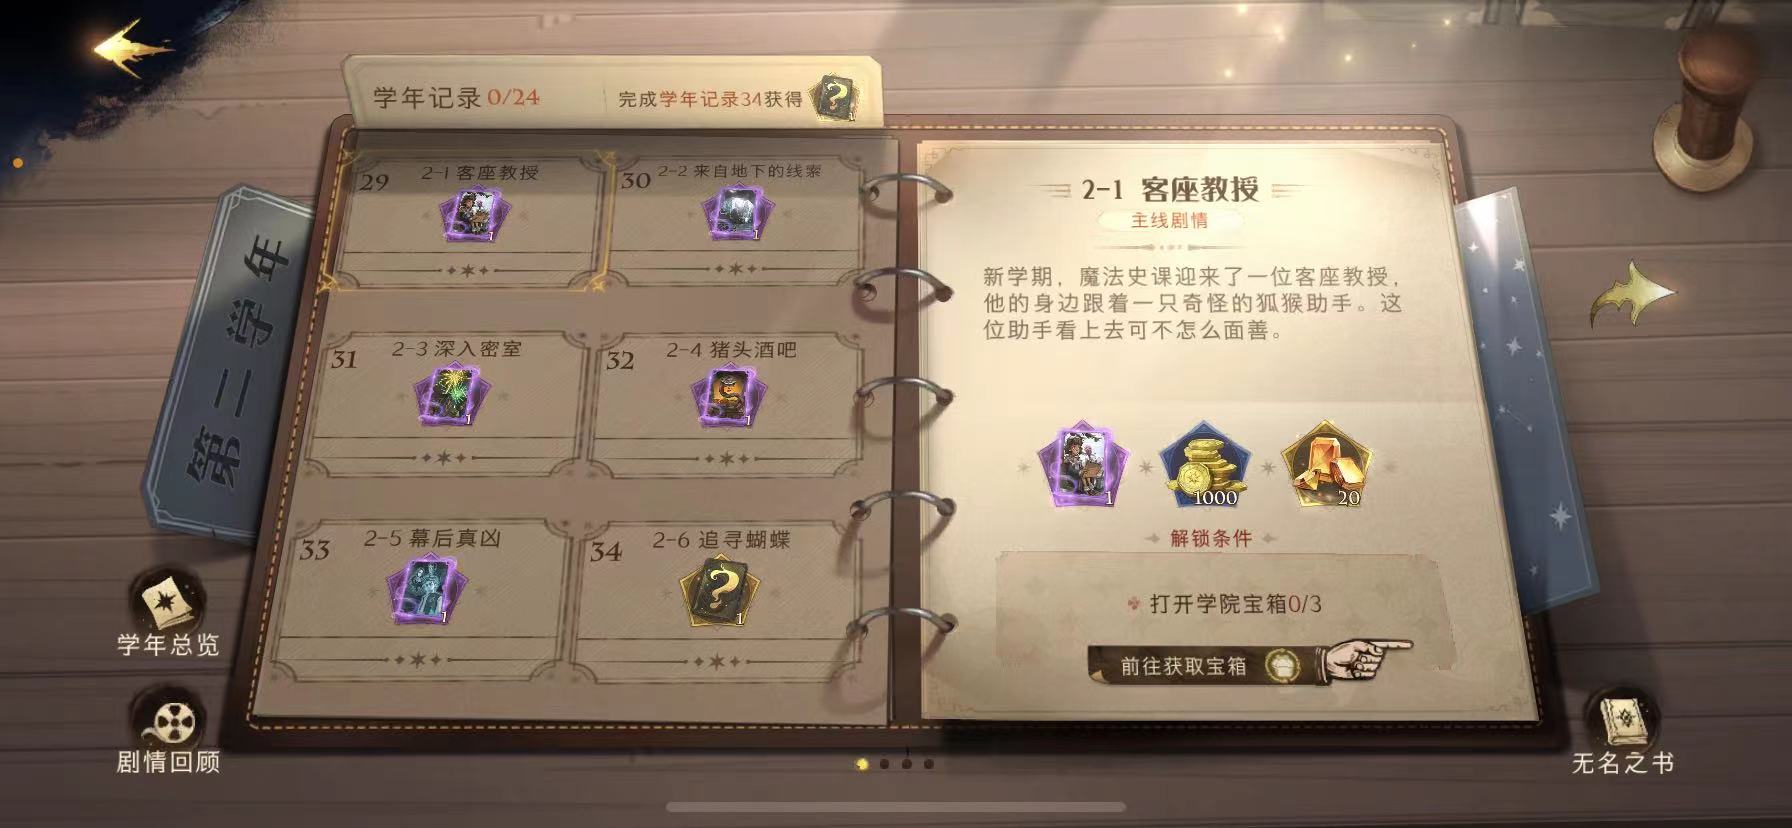 学年记录 0/24
完成学年记录34获得
29 2-1 客座教授
1
30 2-2 来自地下的线索
1
31 2-3 深入密室
1
32 2-4 猪头酒吧
1
33 2-5 幕后真凶
1
34 2-6 追寻蝴蝶
1
第二学年
学年总览
剧情回顾
2-1 客座教授
主线剧情
新学期，魔法史课迎来了一位客座教授，
他的身边跟着一只奇怪的狐猴助手。这
位助手看上去可不怎么面善。
1
1000
20
解锁条件
打开学院宝箱0/3
前往获取宝箱
无名之书